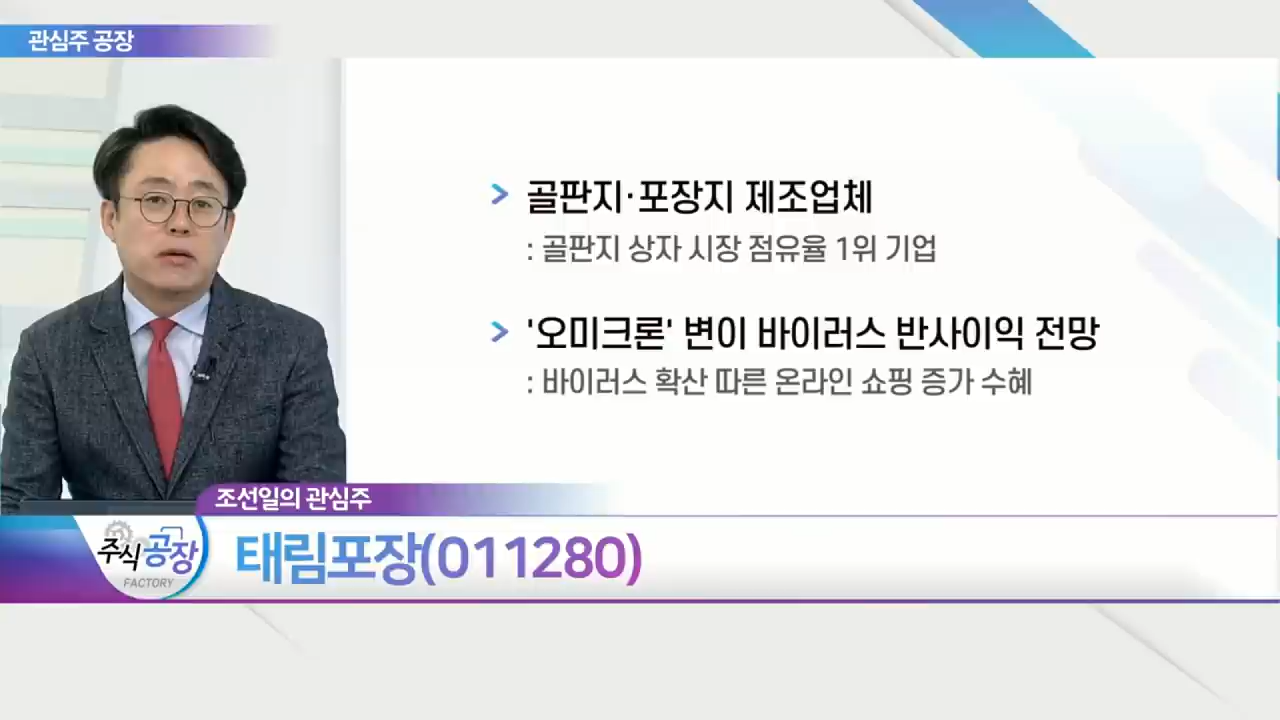 관심주 공장
골판지·포장지 제조업체
: 골판지 상자 시장 점유율 1위 기업
'오미크론' 변이 바이러스 반사이익 전망
: 바이러스 확산 따른 온라인 쇼핑 증가 수혜
조선일의 관심주
주식공장
FACTORY
태림포장(011280)